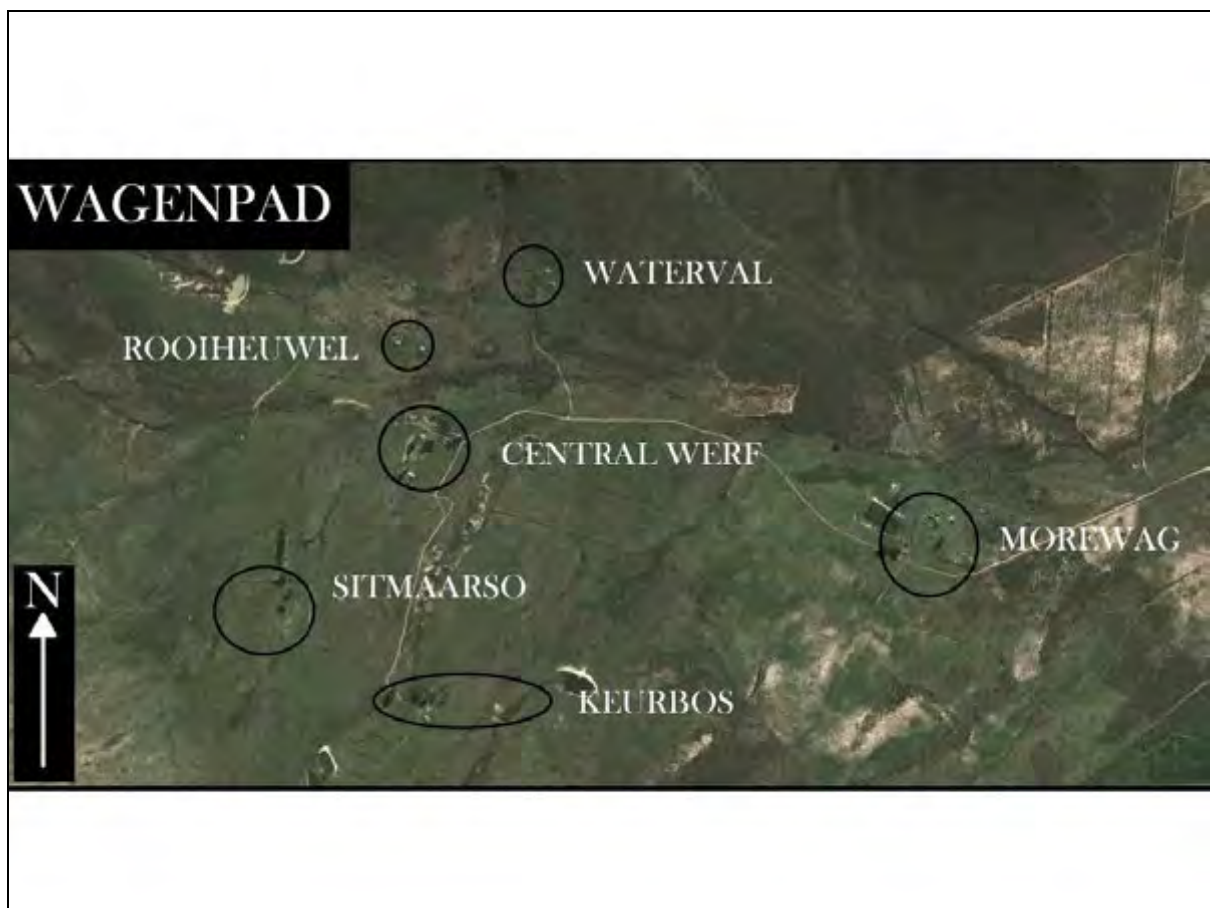 WAGENPAD
WATERVAL
ROOIHEUWEL
CENTRAL WERF
MOREWAG
SITMAARSO
N
KEURBOS